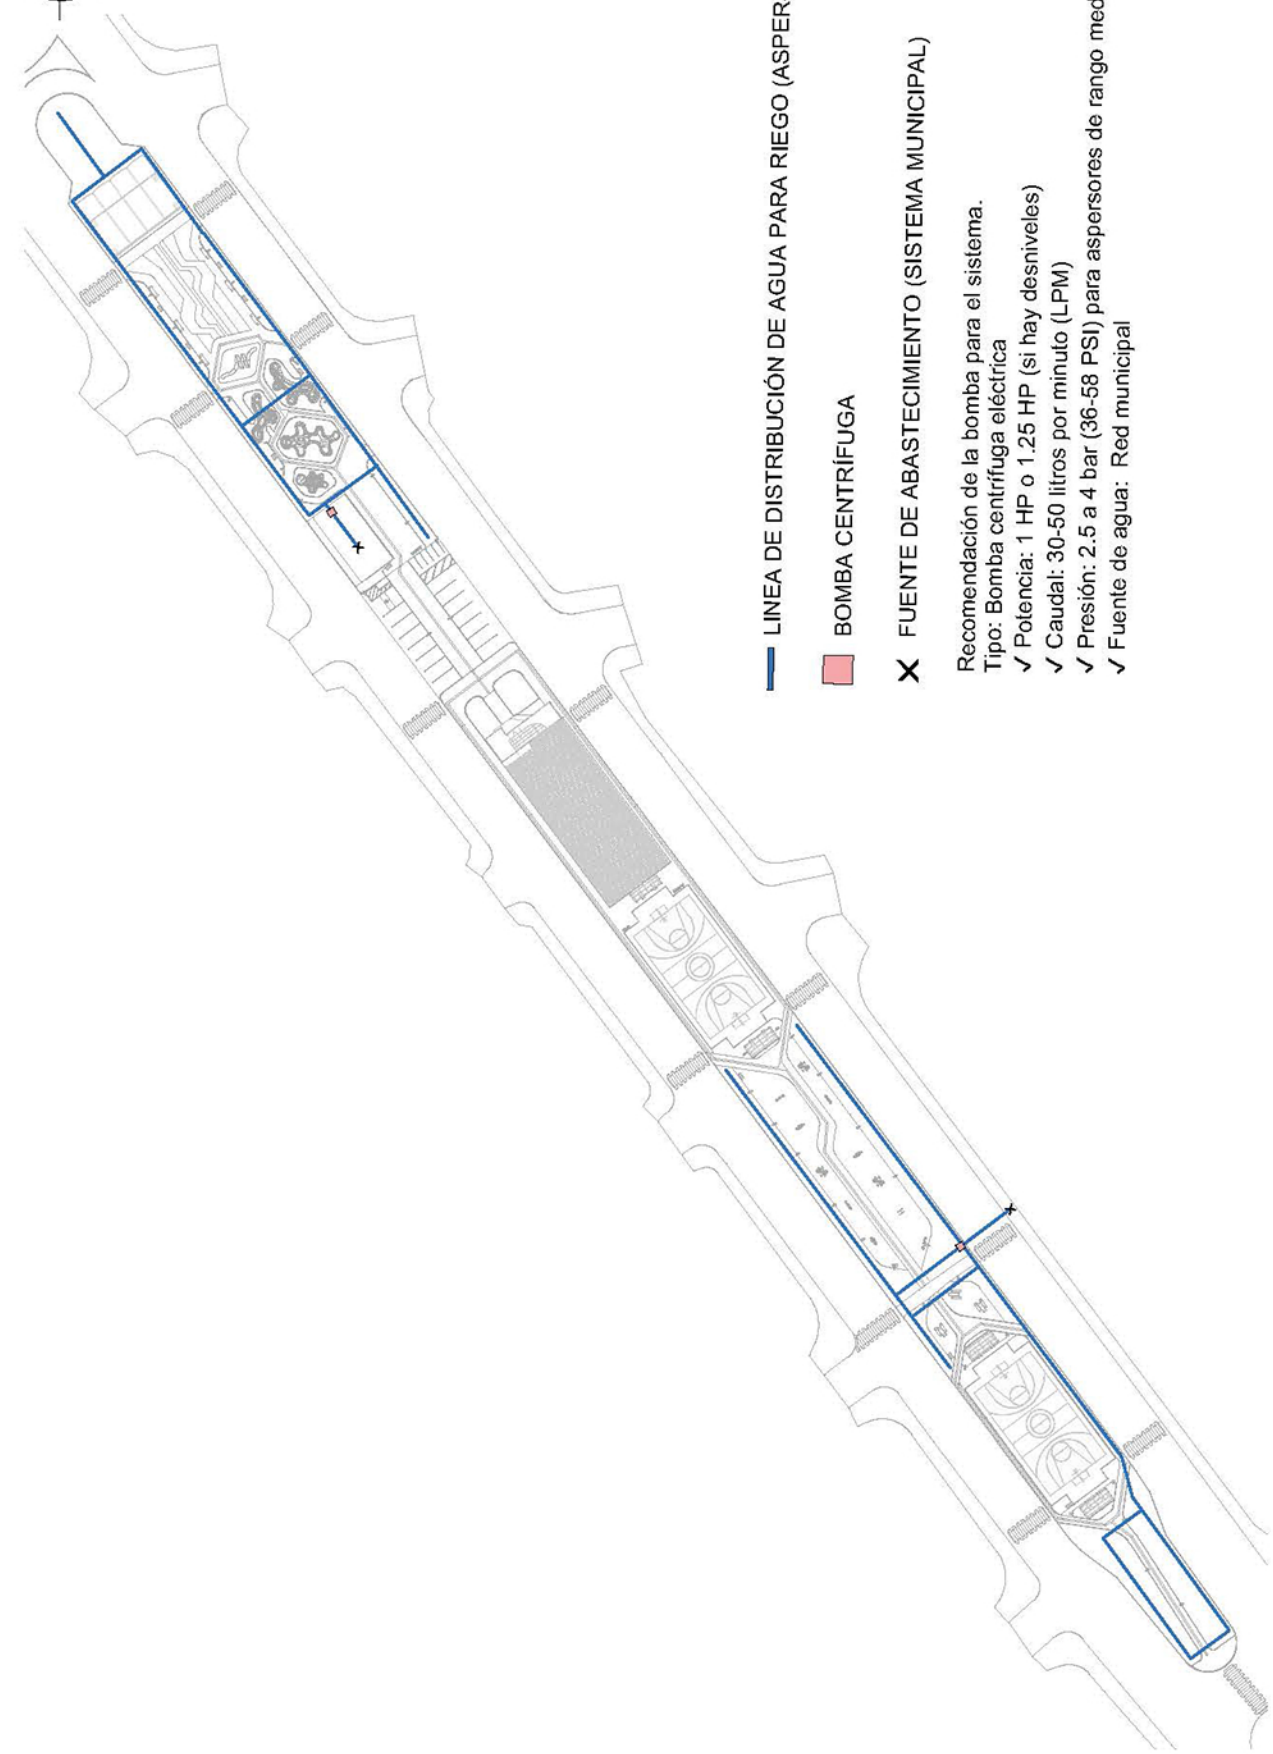 LINEA DE DISTRIBUCIÓN DE AGUA PARA RIEGO (ASPER
BOMBA CENTRÍFUGA
FUENTE DE ABASTECIMIENTO (SISTEMA MUNICIPAL)
Recomendación de la bomba para el sistema.
Tipo: Bomba centrífuga eléctrica
✓ Potencia: 1 HP o 1.25 HP (si hay desniveles)
✓ Caudal: 30-50 litros por minuto (LPM)
✓ Presión: 2.5 a 4 bar (36-58 PSI) para aspersores de rango med
✓ Fuente de agua: Red municipal